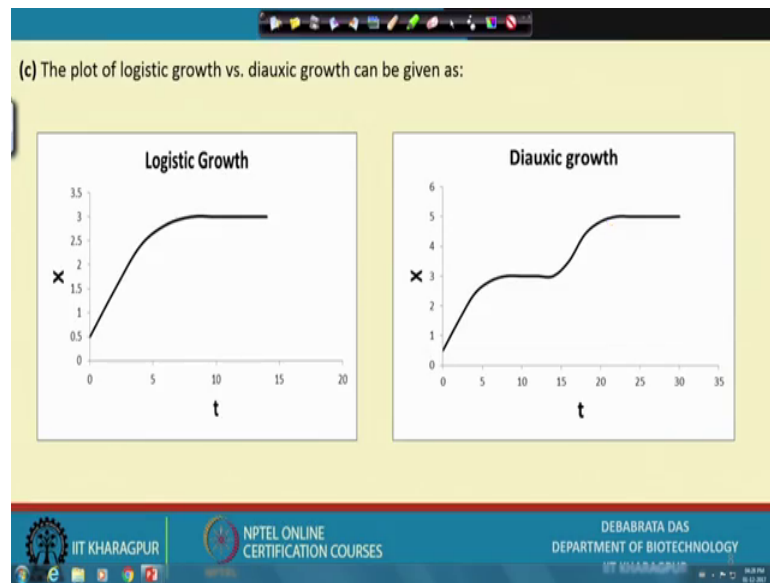 (c) The plot of logistic growth vs. diauxic growth can be given as:
Logistic Growth
3.5
3
2.5
2
1.5
1
0.5
0
x
0 5 10 15 20
t
Diauxic growth
6
5
4
3
2
1
0
x
0 5 10 15 20 25 30 35
t
IIT KHARAGPUR
NPTEL ONLINE
CERTIFICATION COURSES
DEBABRATA DAS
DEPARTMENT OF BIOTECHNOLOGY
IIT KHARAGPUR